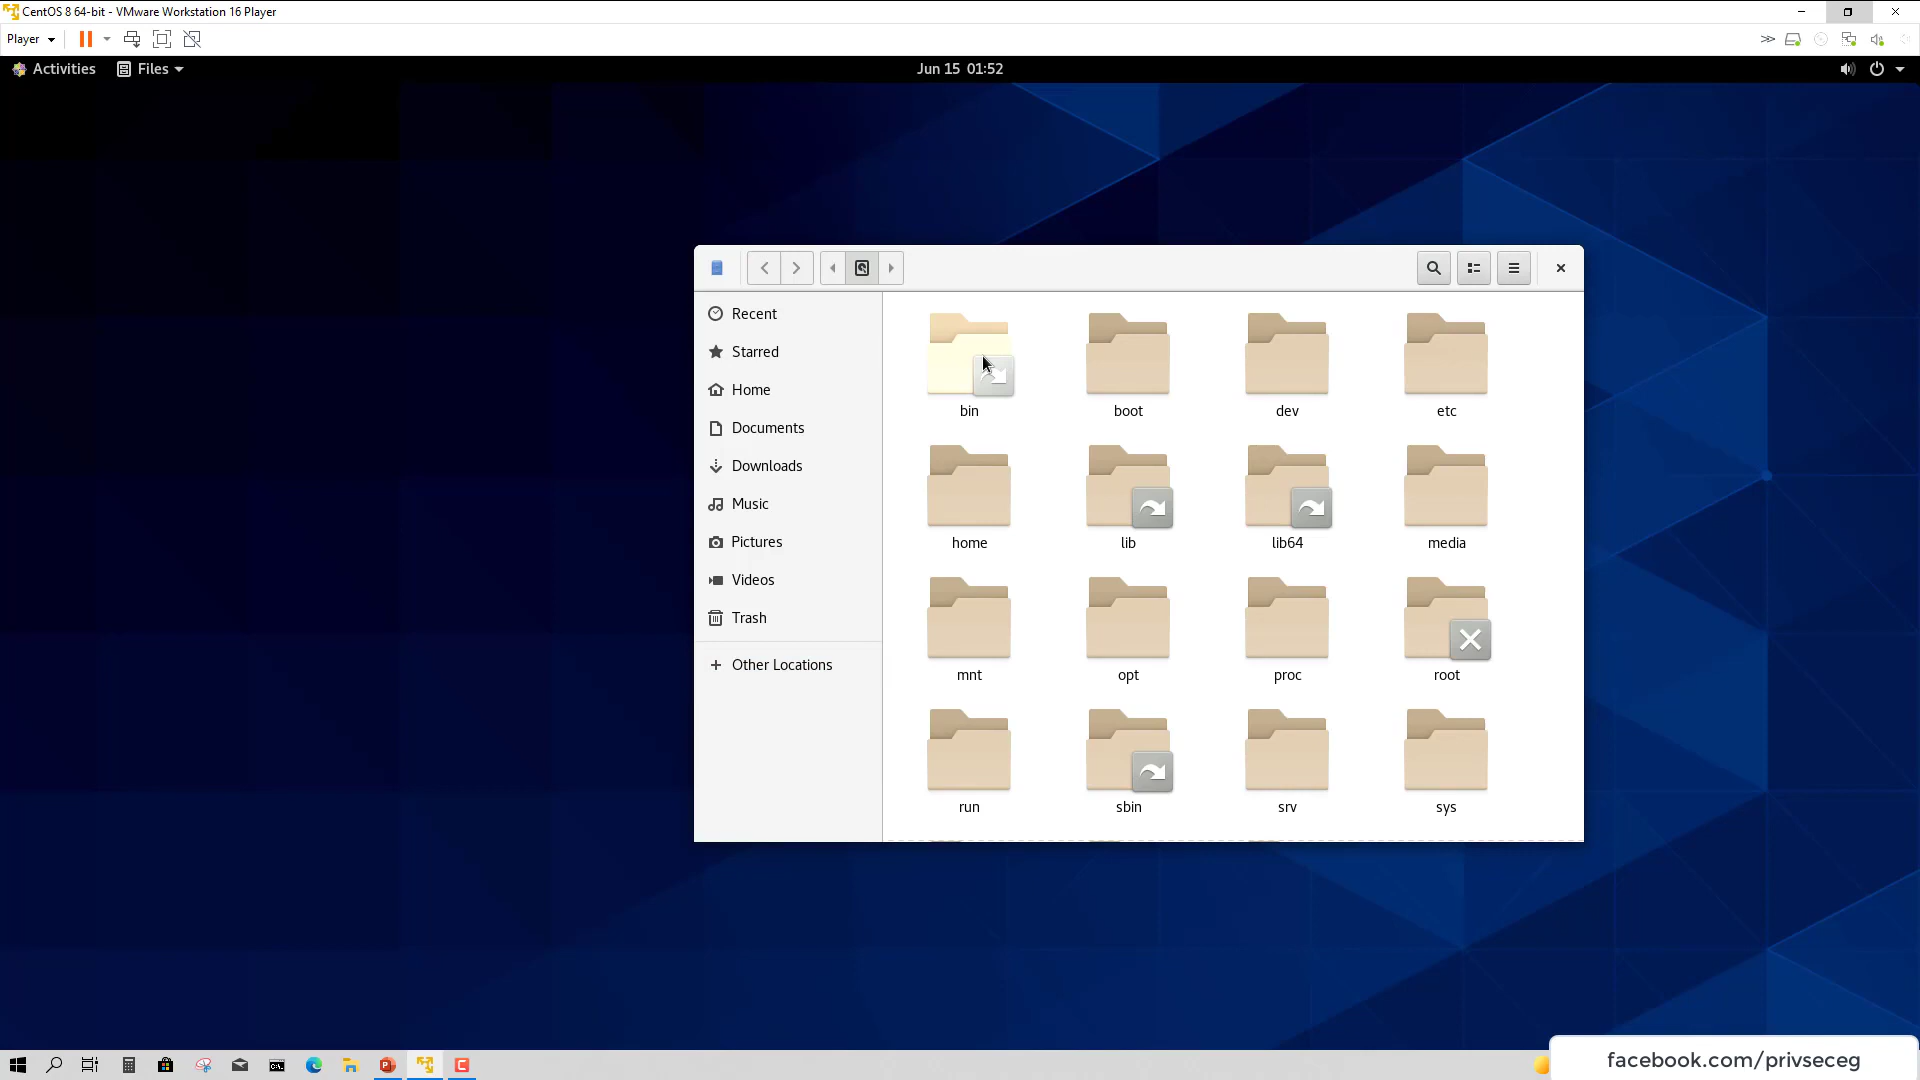 CentOS 8 64-bit - VMware Workstation 16 Player
Player
Activities
Files
Jun 15 01:52
Recent
Starred
Home
Documents
Downloads
Music
Pictures
Videos
Trash
Other Locations
bin
boot
dev
etc
home
lib
lib64
media
mnt
opt
proc
root
run
sbin
srv
sys
facebook.com/privseceg